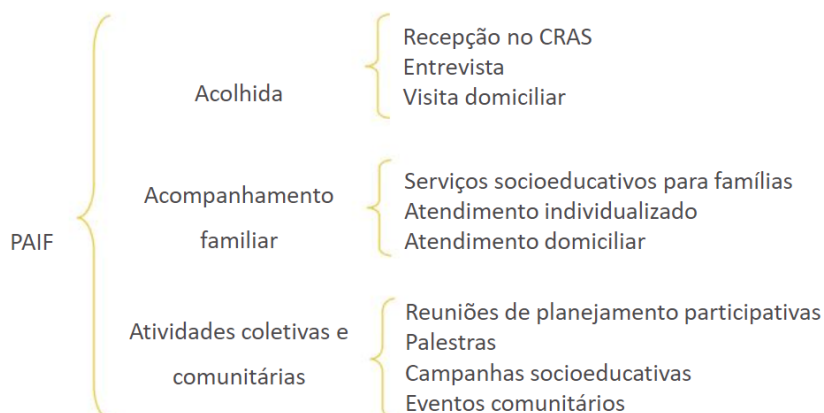 PAIF
Acolhida
Recepção no CRAS
Entrevista
Visita domiciliar
Acompanhamento
familiar
Serviços socioeducativos para famílias
Atendimento individualizado
Atendimento domiciliar
Atividades coletivas e
comunitárias
Reuniões de planejamento participativas
Palestras
Campanhas socioeducativas
Eventos comunitários